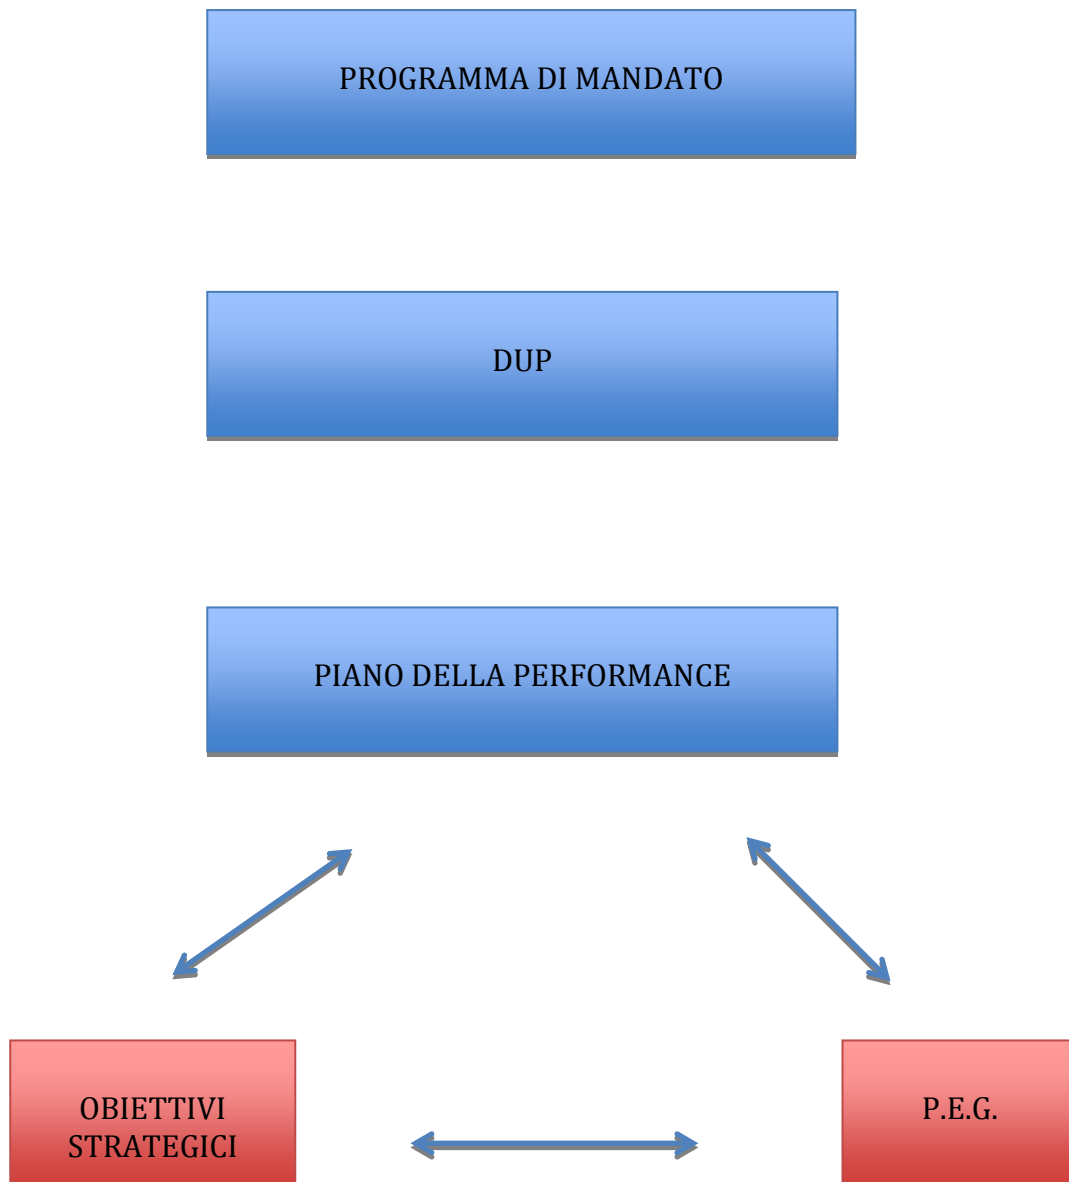 PROGRAMMA DI MANDATO
DUP
PIANO DELLA PERFORMANCE
OBIETTIVI
STRATEGICI
P.E.G.